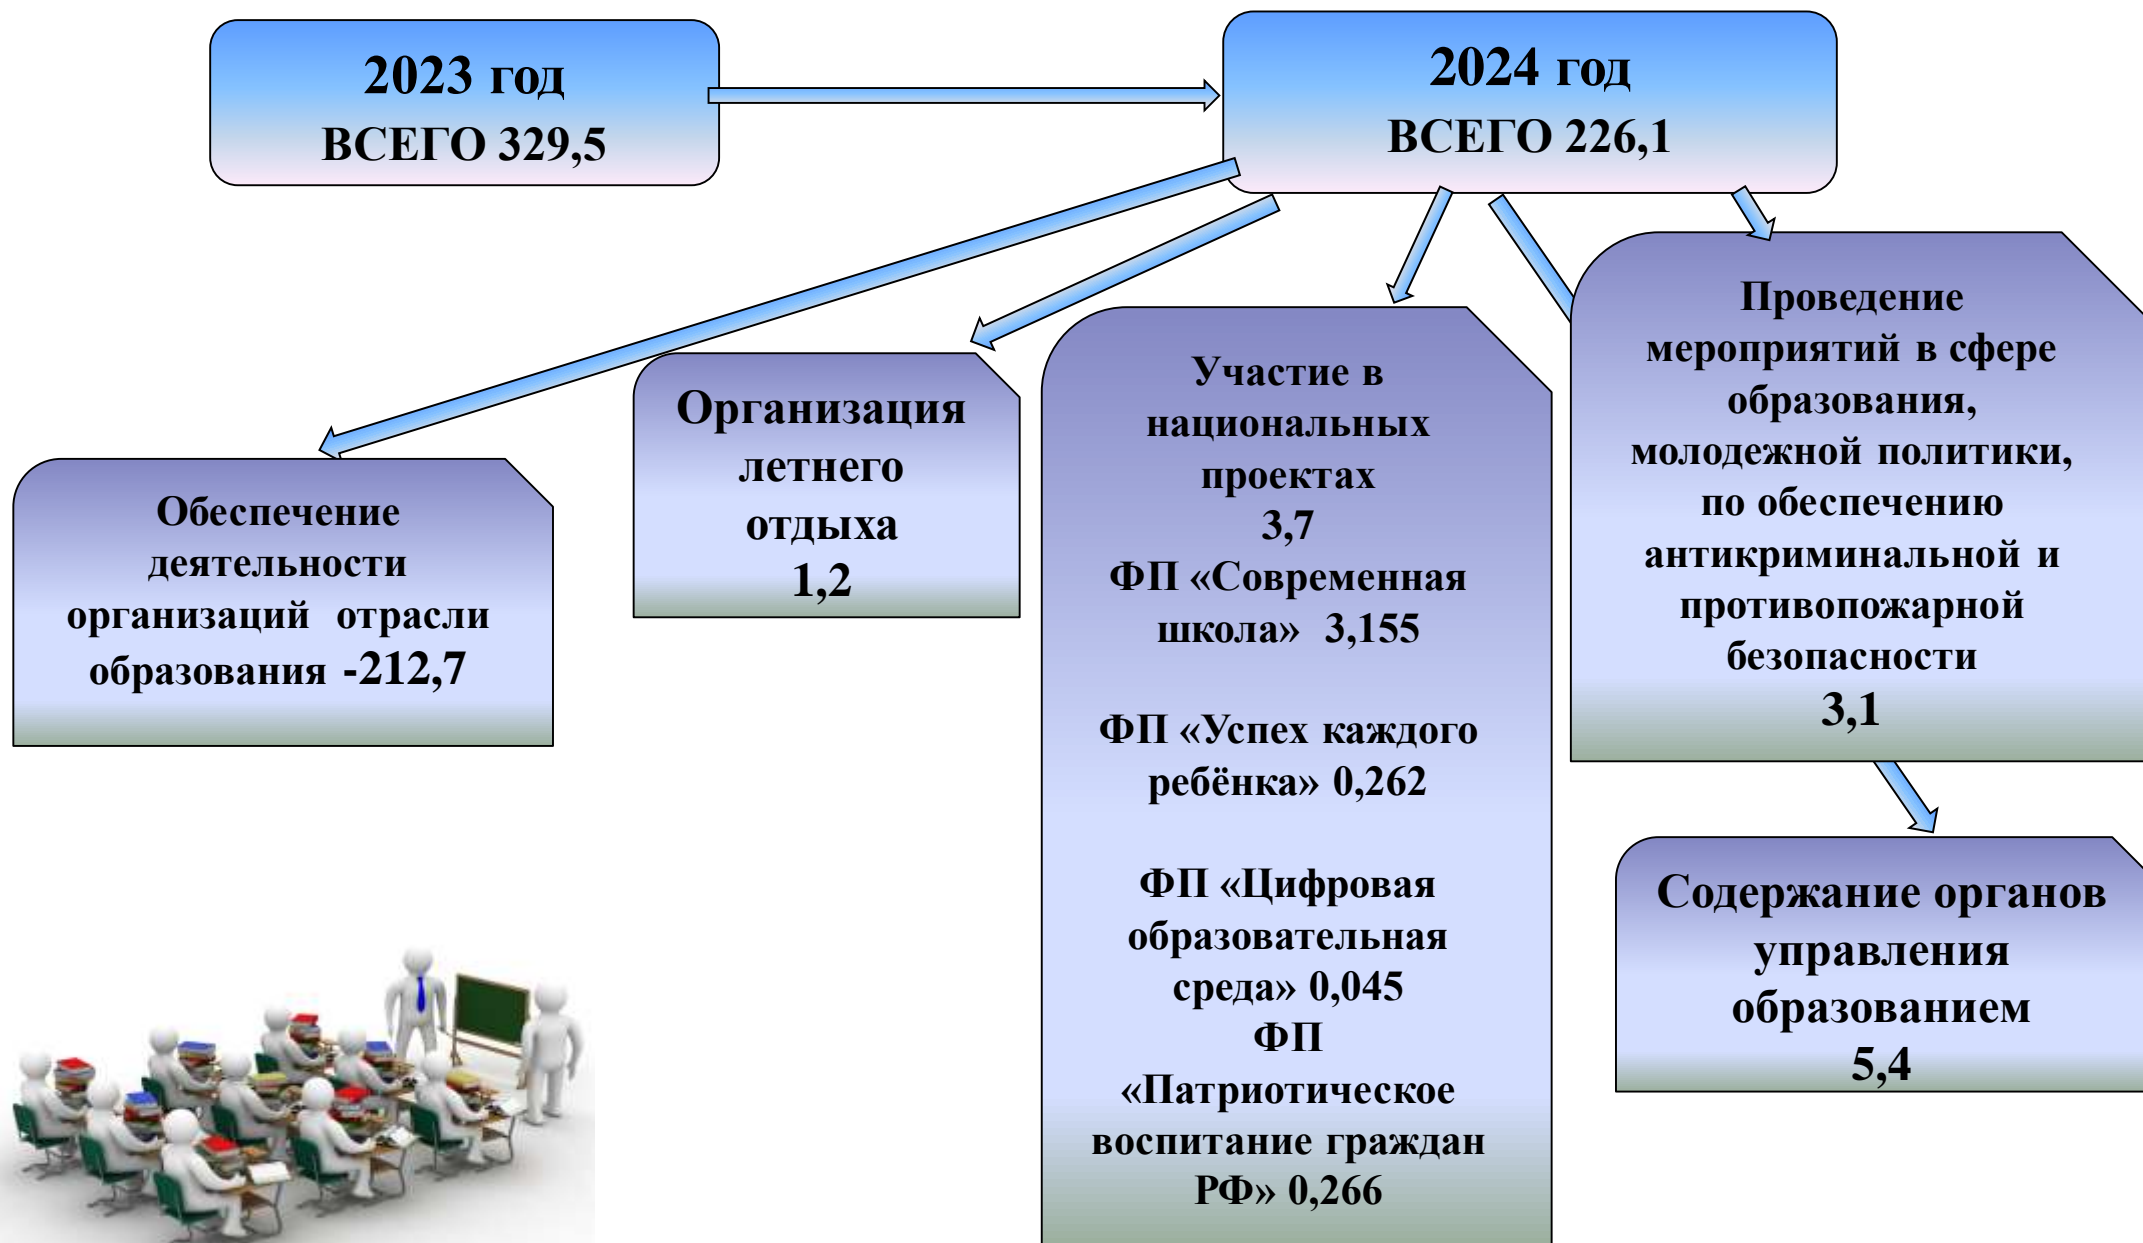 2023 год
ВСЕГО 329,5
2024 год
ВСЕГО 226,1
Обеспечение
деятельности
организаций отрасли
образования -212,7
Организация
летнего
отдыха
1,2
Участие в
национальных
проектах
3,7
ФП «Современная
школа» 3,155
ФП «Успех каждого
ребёнка» 0,262
ФП «Цифровая
образовательная
среда» 0,045
ФП
«Патриотическое
воспитание граждан
РФ» 0,266
Проведение
мероприятий в сфере
образования,
молодежной политики,
по обеспечению
антикриминальной и
противопожарной
безопасности
3,1
Содержание органов
управления
образованием
5,4